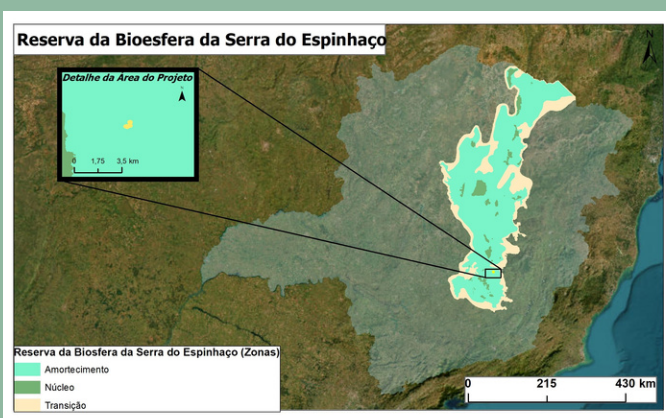 Reserva da Bioesfera da Serra do Espinhaço
Detalhe da Área do Projeto
0 1,75 3,5 km
Reserva da Biosfera da Serra do Espinhaço (Zonas)
Amortecimento
Núcleo
Transição
0 215 430 km